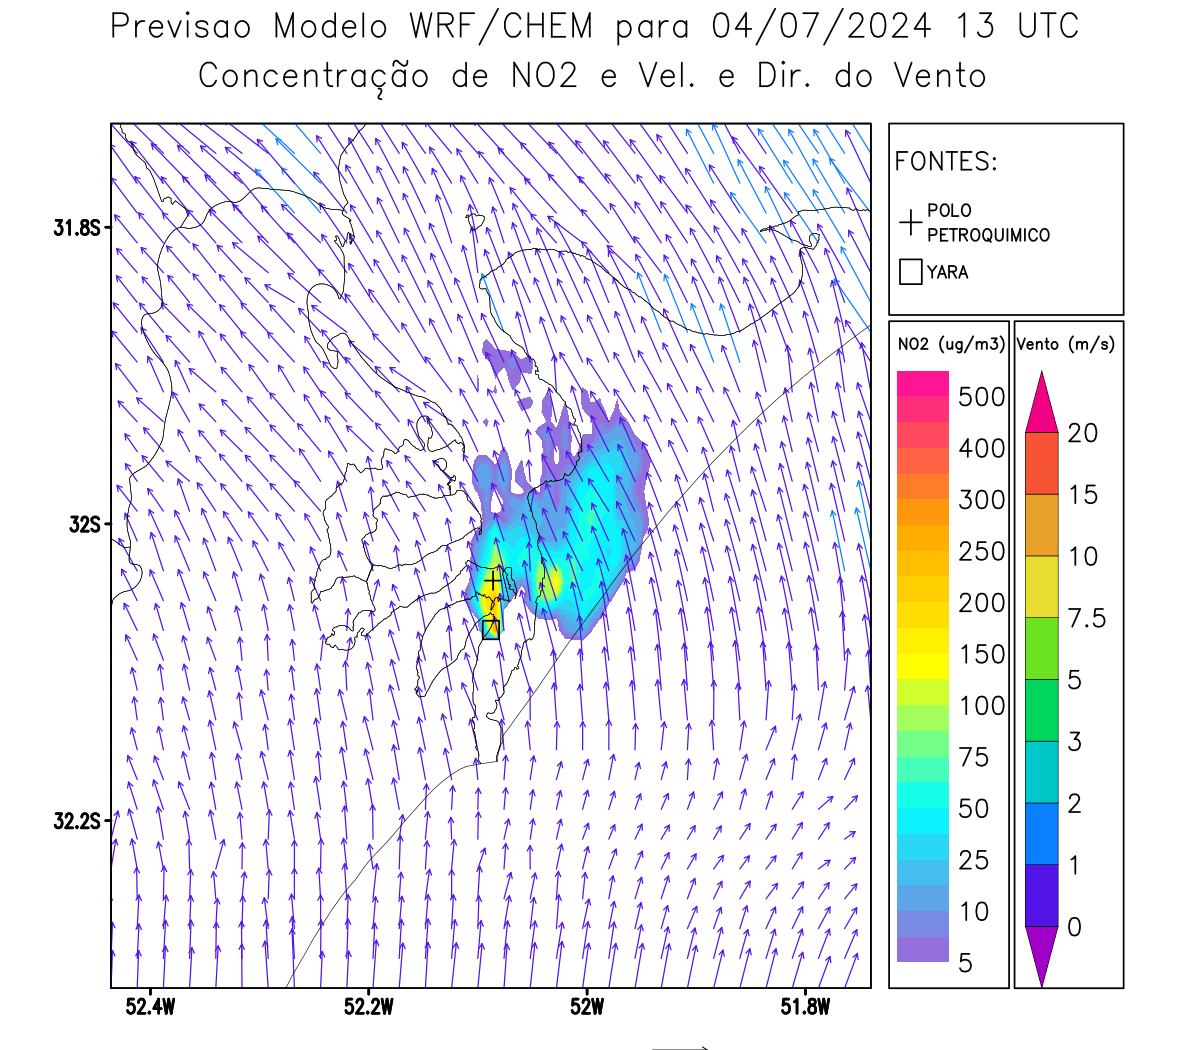 Previsao Modelo WRF/CHEM para 04/07/2024 13 UTC
Concentração de NO2 e Vel. e Dir. do Vento
FONTES:
POLO
PETROQUIMICO
YARA
31.8S
32S
32.2S
52.4W
52.2W
52W
51.8W
NO2 (ug/m3)
500
400
300
250
200
150
100
75
50
25
10
5
Vento (m/s)
20
15
10
7.5
5
3
2
1
0